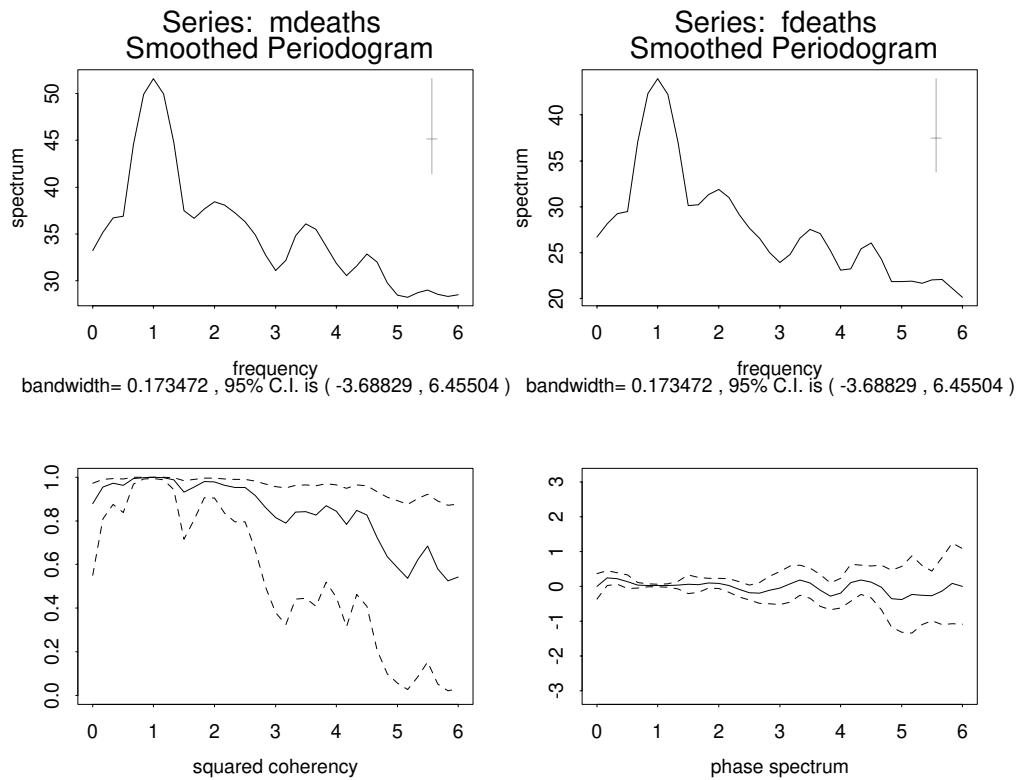 Series:  mdeaths
Smoothed Periodogram
spectrum
50
45
40
35
30
0 1 2 3 4 5 6
frequency
bandwidth= 0.173472 , 95% C.I. is ( -3.68829 , 6.45504 )
Series:  fdeaths
Smoothed Periodogram
spectrum
40
35
30
25
20
0 1 2 3 4 5 6
frequency
bandwidth= 0.173472 , 95% C.I. is ( -3.68829 , 6.45504 )
1.0
0.8
0.6
0.4
0.2
0.0
0 1 2 3 4 5 6
squared coherency
3
2
1
0
-1
-2
-3
0 1 2 3 4 5 6
phase spectrum